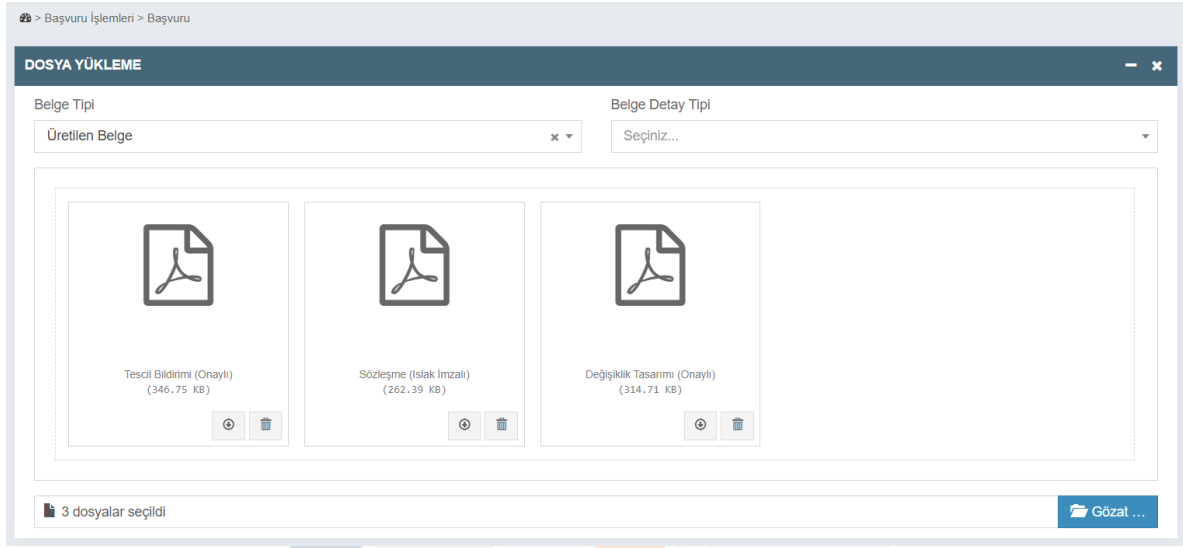 > Başvuru İşlemleri > Başvuru
DOSYA YÜKLEME
Belge Tipi
Belge Detay Tipi
Üretilen Belge
Seçiniz...
Tescil Bildirimi (Onaylı)
(346.75 KB)
Sözleşme (Islak İmzalı)
(262.39 KB)
Değişiklik Tasarımı (Onaylı)
(314.71 KB)
3 dosyalar seçildi
Gözat ...